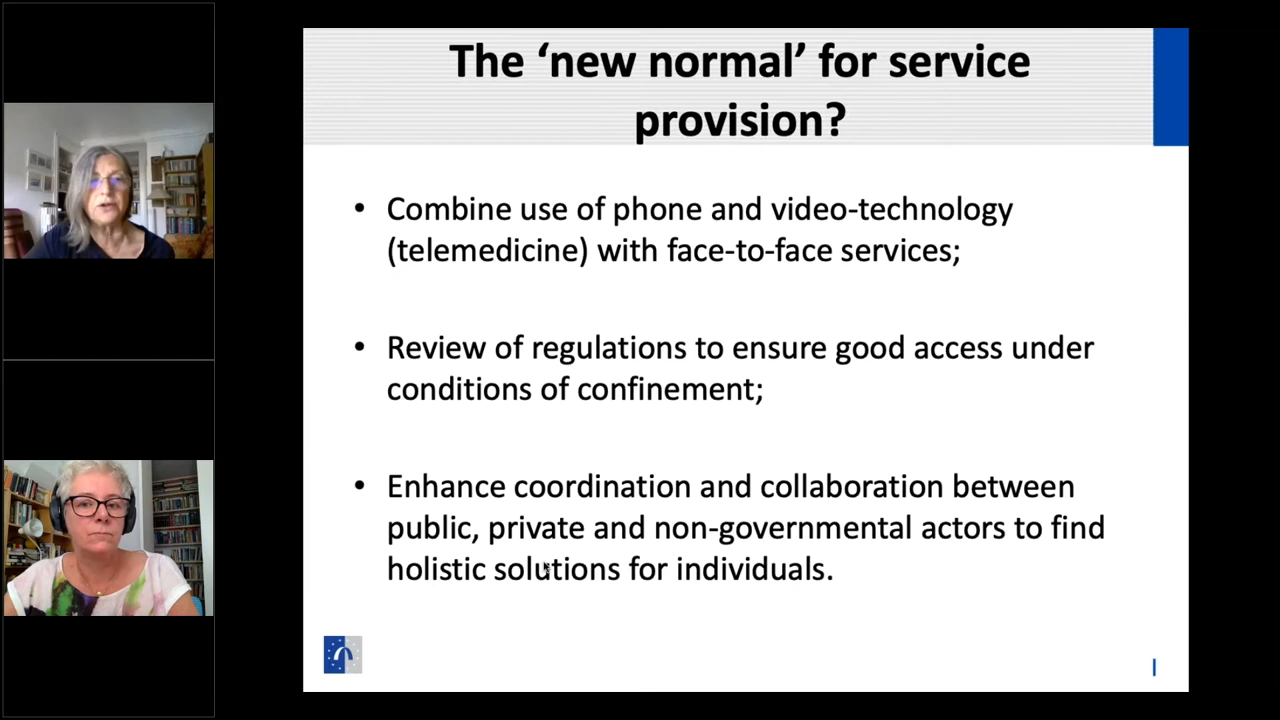 The ‘new normal’ for service
provision?
• Combine use of phone and video-technology
(telemedicine) with face-to-face services;
• Review of regulations to ensure good access under
conditions of confinement;
• Enhance coordination and collaboration between
public, private and non-governmental actors to find
holistic solutions for individuals.